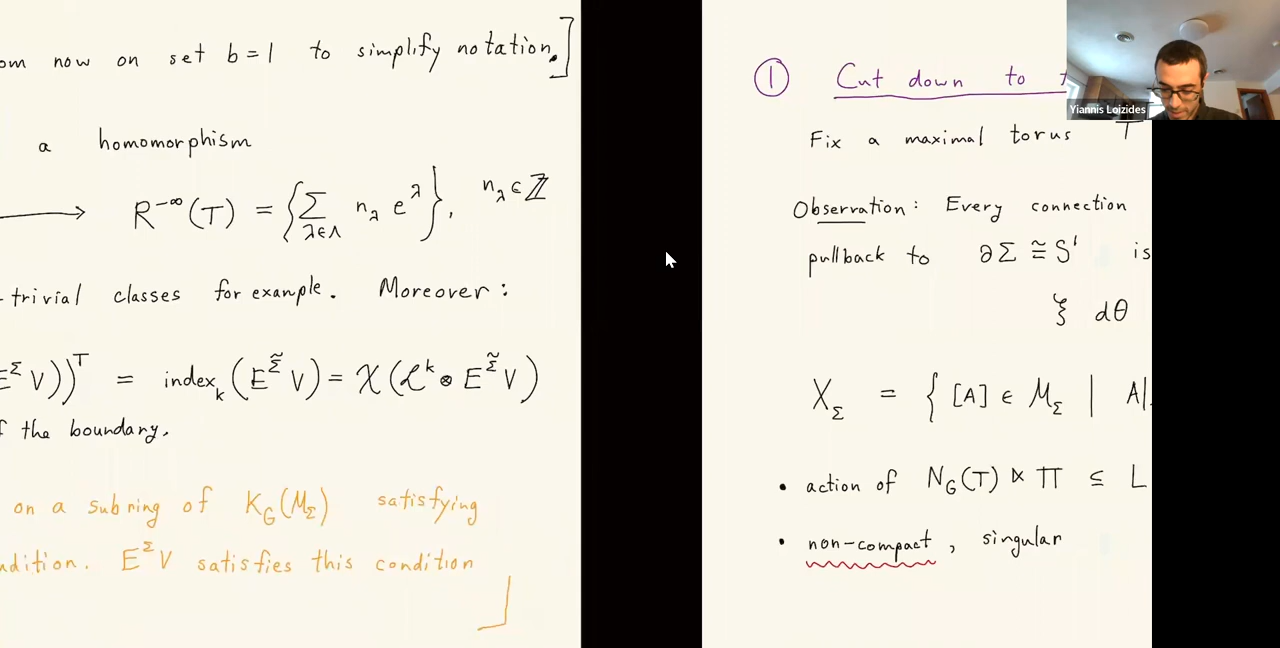 om now on set b = 1 to simplify notation.]
a homomorphism
⟶ R^{-∞}(T) = { Σ_{λ∈Λ} n_λ e^λ }, n_λ ∈ ℤ
-trivial classes for example. Moreover:
E^Σ V))^T = index_k (E^{Σ̃} V) = χ(ℒ^k ⊗ E^{Σ̃} V)
f the boundary.
on a subring of K_G(M_Σ) satisfying
ndition. E^Σ V satisfies this condition ]
① Cut down to
Yiannis Loizides
Fix a maximal torus T
Observation: Every connection
pullback to ∂Σ ≅ S¹ is
ξ dθ
X_Σ = { [A] ∈ M_Σ | A|
• action of N_G(T) ⋉ Π ≤ L
• non-compact, singular